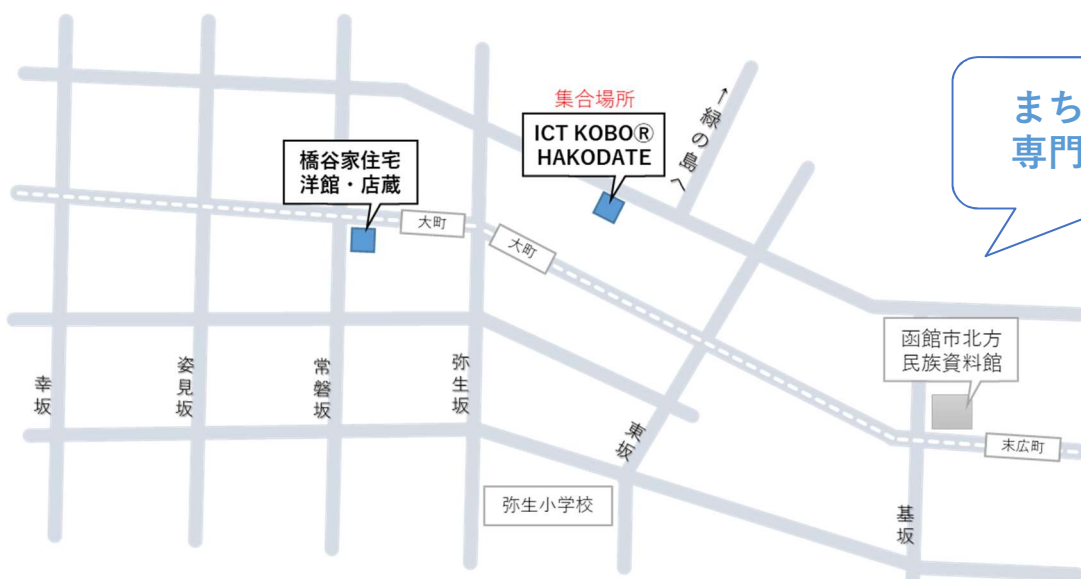 集合場所
ICT KOBO®
HAKODATE
↑緑の島へ
まち
専門
橋谷家住宅
洋館・店蔵
大町
大町
函館市北方
民族資料館
幸坂
姿見坂
常磐坂
弥生坂
東坂
末広町
弥生小学校
基坂